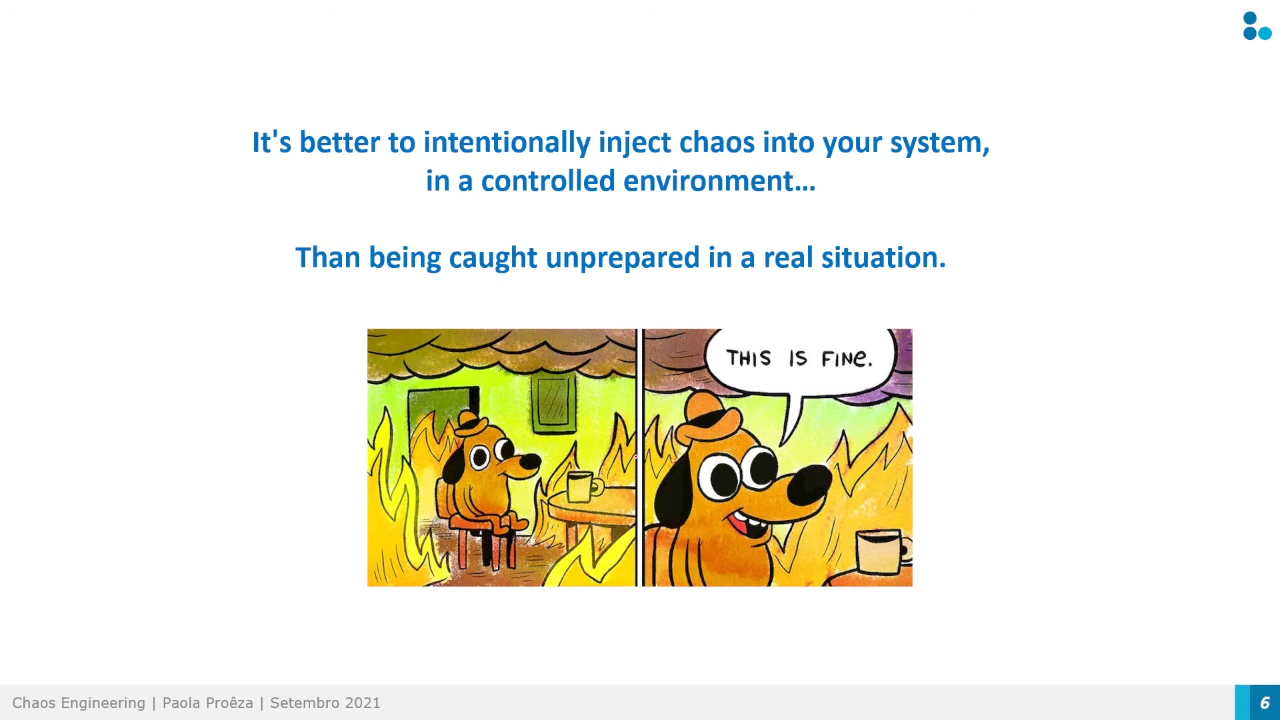 It's better to intentionally inject chaos into your system,
in a controlled environment…
Than being caught unprepared in a real situation.
THIS IS FINE.
Chaos Engineering | Paola Proêza | Setembro 2021
6